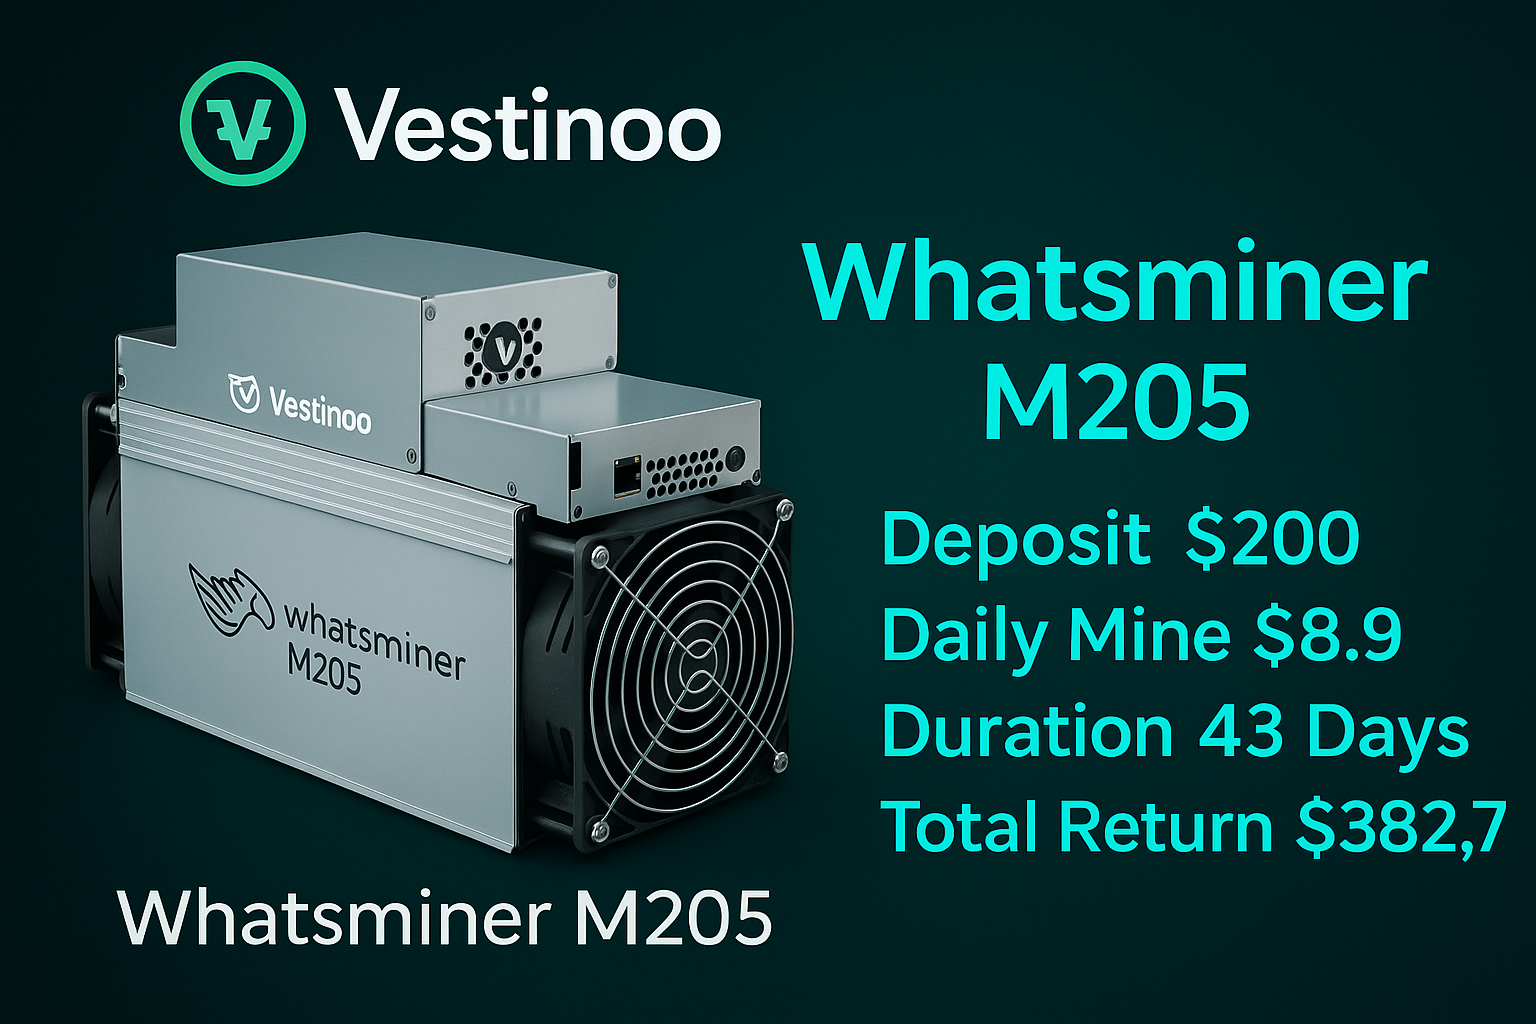 Vestinoo
Whatsminer
M205
Deposit $200
Daily Mine $8.9
Duration 43 Days
Total Return $382,7
V
Vestinoo
whatsminer
M205
Whatsminer M205